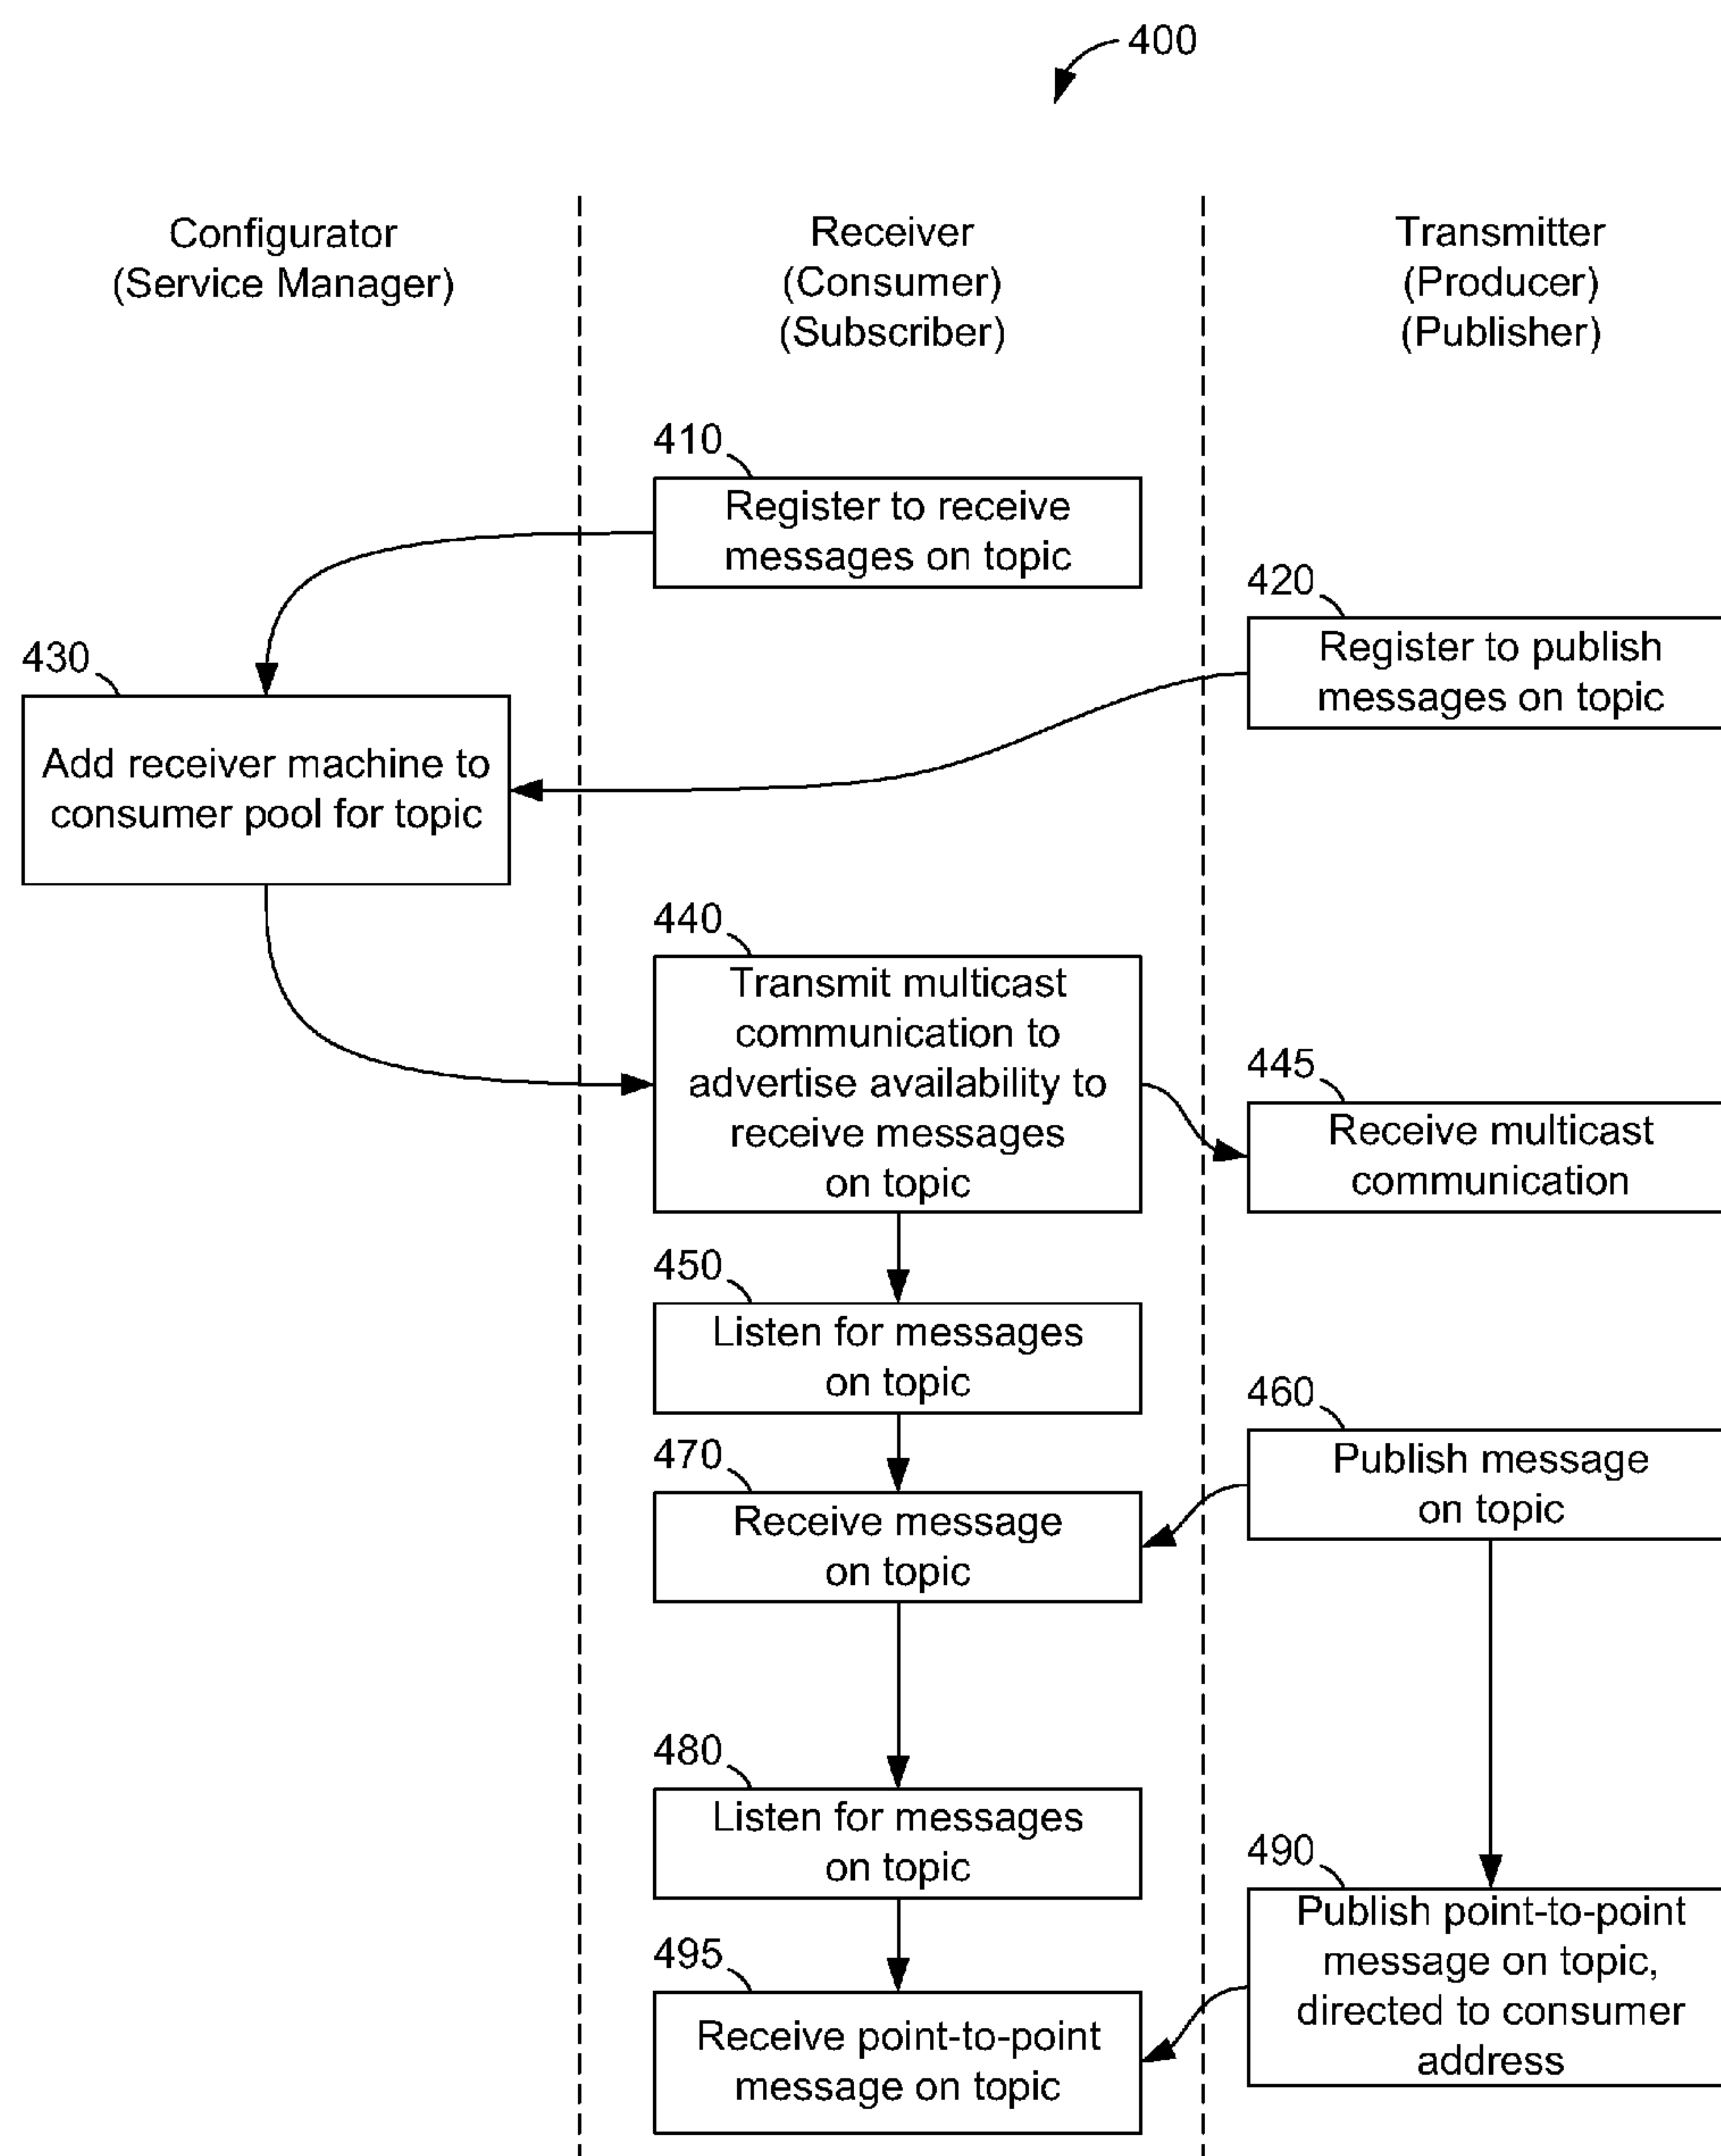 400
Configurator
(Service Manager)
Receiver
(Consumer)
(Subscriber)
Transmitter
(Producer)
(Publisher)
410
Register to receive
messages on topic
420
Register to publish
messages on topic
430
Add receiver machine to
consumer pool for topic
440
Transmit multicast
communication to
advertise availability to
receive messages
on topic
445
Receive multicast
communication
450
Listen for messages
on topic
460
Publish message
on topic
470
Receive message
on topic
480
Listen for messages
on topic
490
Publish point-to-point
message on topic,
directed to consumer
address
495
Receive point-to-point
message on topic